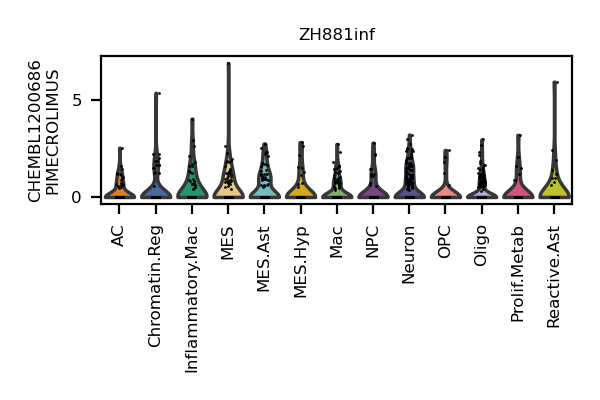 ZH881inf
CHEMBL1200686
PIMECROLIMUS
5
0
AC
Chromatin.Reg
Inflammatory.Mac
MES
MES.Ast
MES.Hyp
Mac
NPC
Neuron
OPC
Oligo
Prolif.Metab
Reactive.Ast